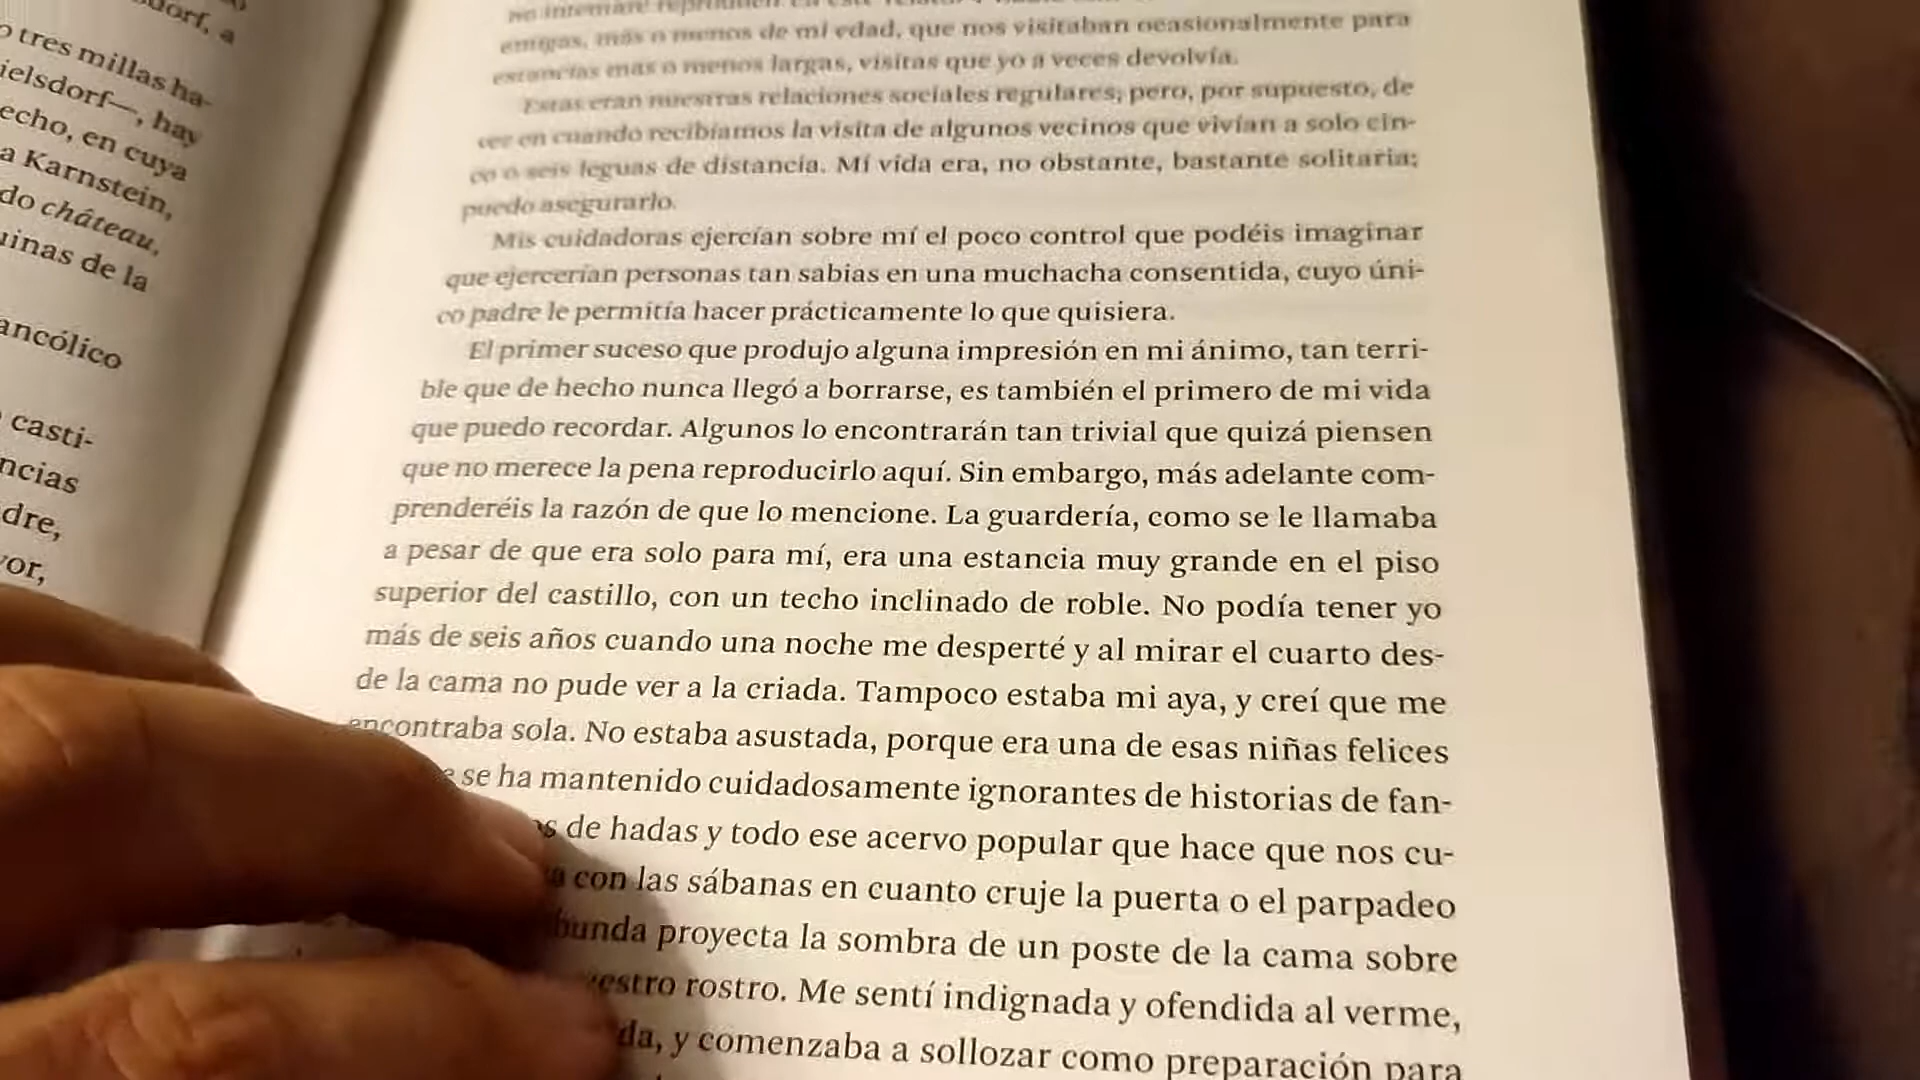 dorf, a
tres millas ha-
ielsdorf—, hay
echo, en cuya
a Karnstein,
do château,
uinas de la
ancólico
casti-
ncias
dre,
vor,
No intentaré reproducir en este
amigas, más o menos de mi edad, que nos visitaban ocasionalmente para
estancias más o menos largas, visitas que yo a veces devolvía.
Estas eran nuestras relaciones sociales regulares; pero, por supuesto, de
vez en cuando recibíamos la visita de algunos vecinos que vivían a solo cin-
co o seis leguas de distancia. Mi vida era, no obstante, bastante solitaria;
puedo asegurarlo.
Mis cuidadoras ejercían sobre mí el poco control que podéis imaginar
que ejercerían personas tan sabias en una muchacha consentida, cuyo úni-
co padre le permitía hacer prácticamente lo que quisiera.
El primer suceso que produjo alguna impresión en mi ánimo, tan terri-
ble que de hecho nunca llegó a borrarse, es también el primero de mi vida
que puedo recordar. Algunos lo encontrarán tan trivial que quizá piensen
que no merece la pena reproducirlo aquí. Sin embargo, más adelante com-
prenderéis la razón de que lo mencione. La guardería, como se le llamaba
a pesar de que era solo para mí, era una estancia muy grande en el piso
superior del castillo, con un techo inclinado de roble. No podía tener yo
más de seis años cuando una noche me desperté y al mirar el cuarto des-
de la cama no pude ver a la criada. Tampoco estaba mi aya, y creí que me
encontraba sola. No estaba asustada, porque era una de esas niñas felices
se ha mantenido cuidadosamente ignorantes de historias de fan-
os de hadas y todo ese acervo popular que hace que nos cu-
a con las sábanas en cuanto cruje la puerta o el parpadeo
bunda proyecta la sombra de un poste de la cama sobre
estro rostro. Me sentí indignada y ofendida al verme,
da, y comenzaba a sollozar como preparación para